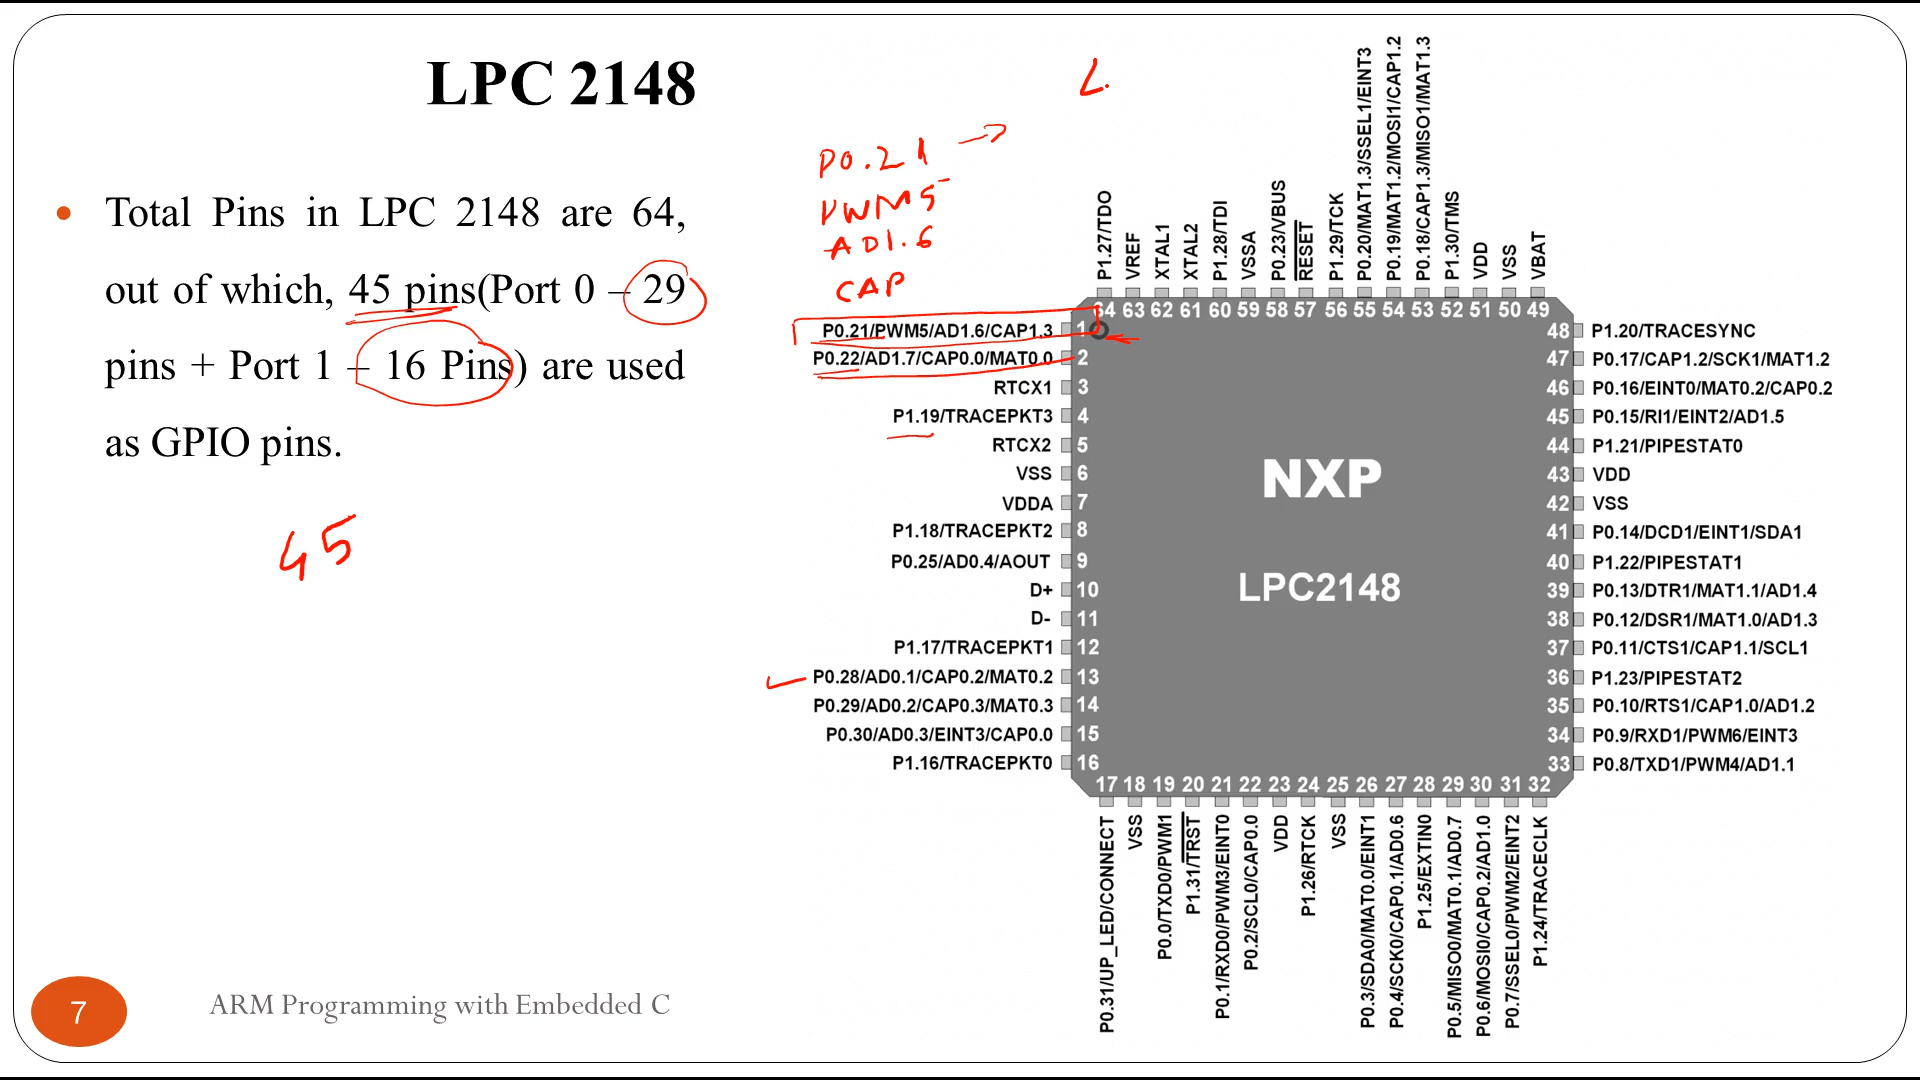 LPC 2148
• Total Pins in LPC 2148 are 64,
out of which, 45 pins(Port 0 – 29
pins + Port 1 – 16 Pins) are used
as GPIO pins.
45
P0.21 →
PWM5
AD1.6
CAP
L.
P1.27/TDO
VREF
XTAL1
XTAL2
P1.28/TDI
VSSA
P0.23/VBUS
RESET
P1.29/TCK
P0.20/MAT1.3/SSEL1/EINT3
P0.19/MAT1.2/MOSI1/CAP1.2
P0.18/CAP1.3/MISO1/MAT1.3
P1.30/TMS
VDD
VSS
VBAT
64 63 62 61 60 59 58 57 56 55 54 53 52 51 50 49
P0.21/PWM5/AD1.6/CAP1.3 1
P0.22/AD1.7/CAP0.0/MAT0.0 2
RTCX1 3
P1.19/TRACEPKT3 4
RTCX2 5
VSS 6
VDDA 7
P1.18/TRACEPKT2 8
P0.25/AD0.4/AOUT 9
D+ 10
D- 11
P1.17/TRACEPKT1 12
P0.28/AD0.1/CAP0.2/MAT0.2 13
P0.29/AD0.2/CAP0.3/MAT0.3 14
P0.30/AD0.3/EINT3/CAP0.0 15
P1.16/TRACEPKT0 16
NXP
LPC2148
48 P1.20/TRACESYNC
47 P0.17/CAP1.2/SCK1/MAT1.2
46 P0.16/EINT0/MAT0.2/CAP0.2
45 P0.15/RI1/EINT2/AD1.5
44 P1.21/PIPESTAT0
43 VDD
42 VSS
41 P0.14/DCD1/EINT1/SDA1
40 P1.22/PIPESTAT1
39 P0.13/DTR1/MAT1.1/AD1.4
38 P0.12/DSR1/MAT1.0/AD1.3
37 P0.11/CTS1/CAP1.1/SCL1
36 P1.23/PIPESTAT2
35 P0.10/RTS1/CAP1.0/AD1.2
34 P0.9/RXD1/PWM6/EINT3
33 P0.8/TXD1/PWM4/AD1.1
17 18 19 20 21 22 23 24 25 26 27 28 29 30 31 32
P0.31/UP_LED/CONNECT
VSS
P0.0/TXD0/PWM1
P1.31/TRST
P0.1/RXD0/PWM3/EINT0
P0.2/SCL0/CAP0.0
VDD
P1.26/RTCK
VSS
P0.3/SDA0/MAT0.0/EINT1
P0.4/SCK0/CAP0.1/AD0.6
P1.25/EXTIN0
P0.5/MISO0/MAT0.1/AD0.7
P0.6/MOSI0/CAP0.2/AD1.0
P0.7/SSEL0/PWM2/EINT2
P1.24/TRACECLK
7
ARM Programming with Embedded C